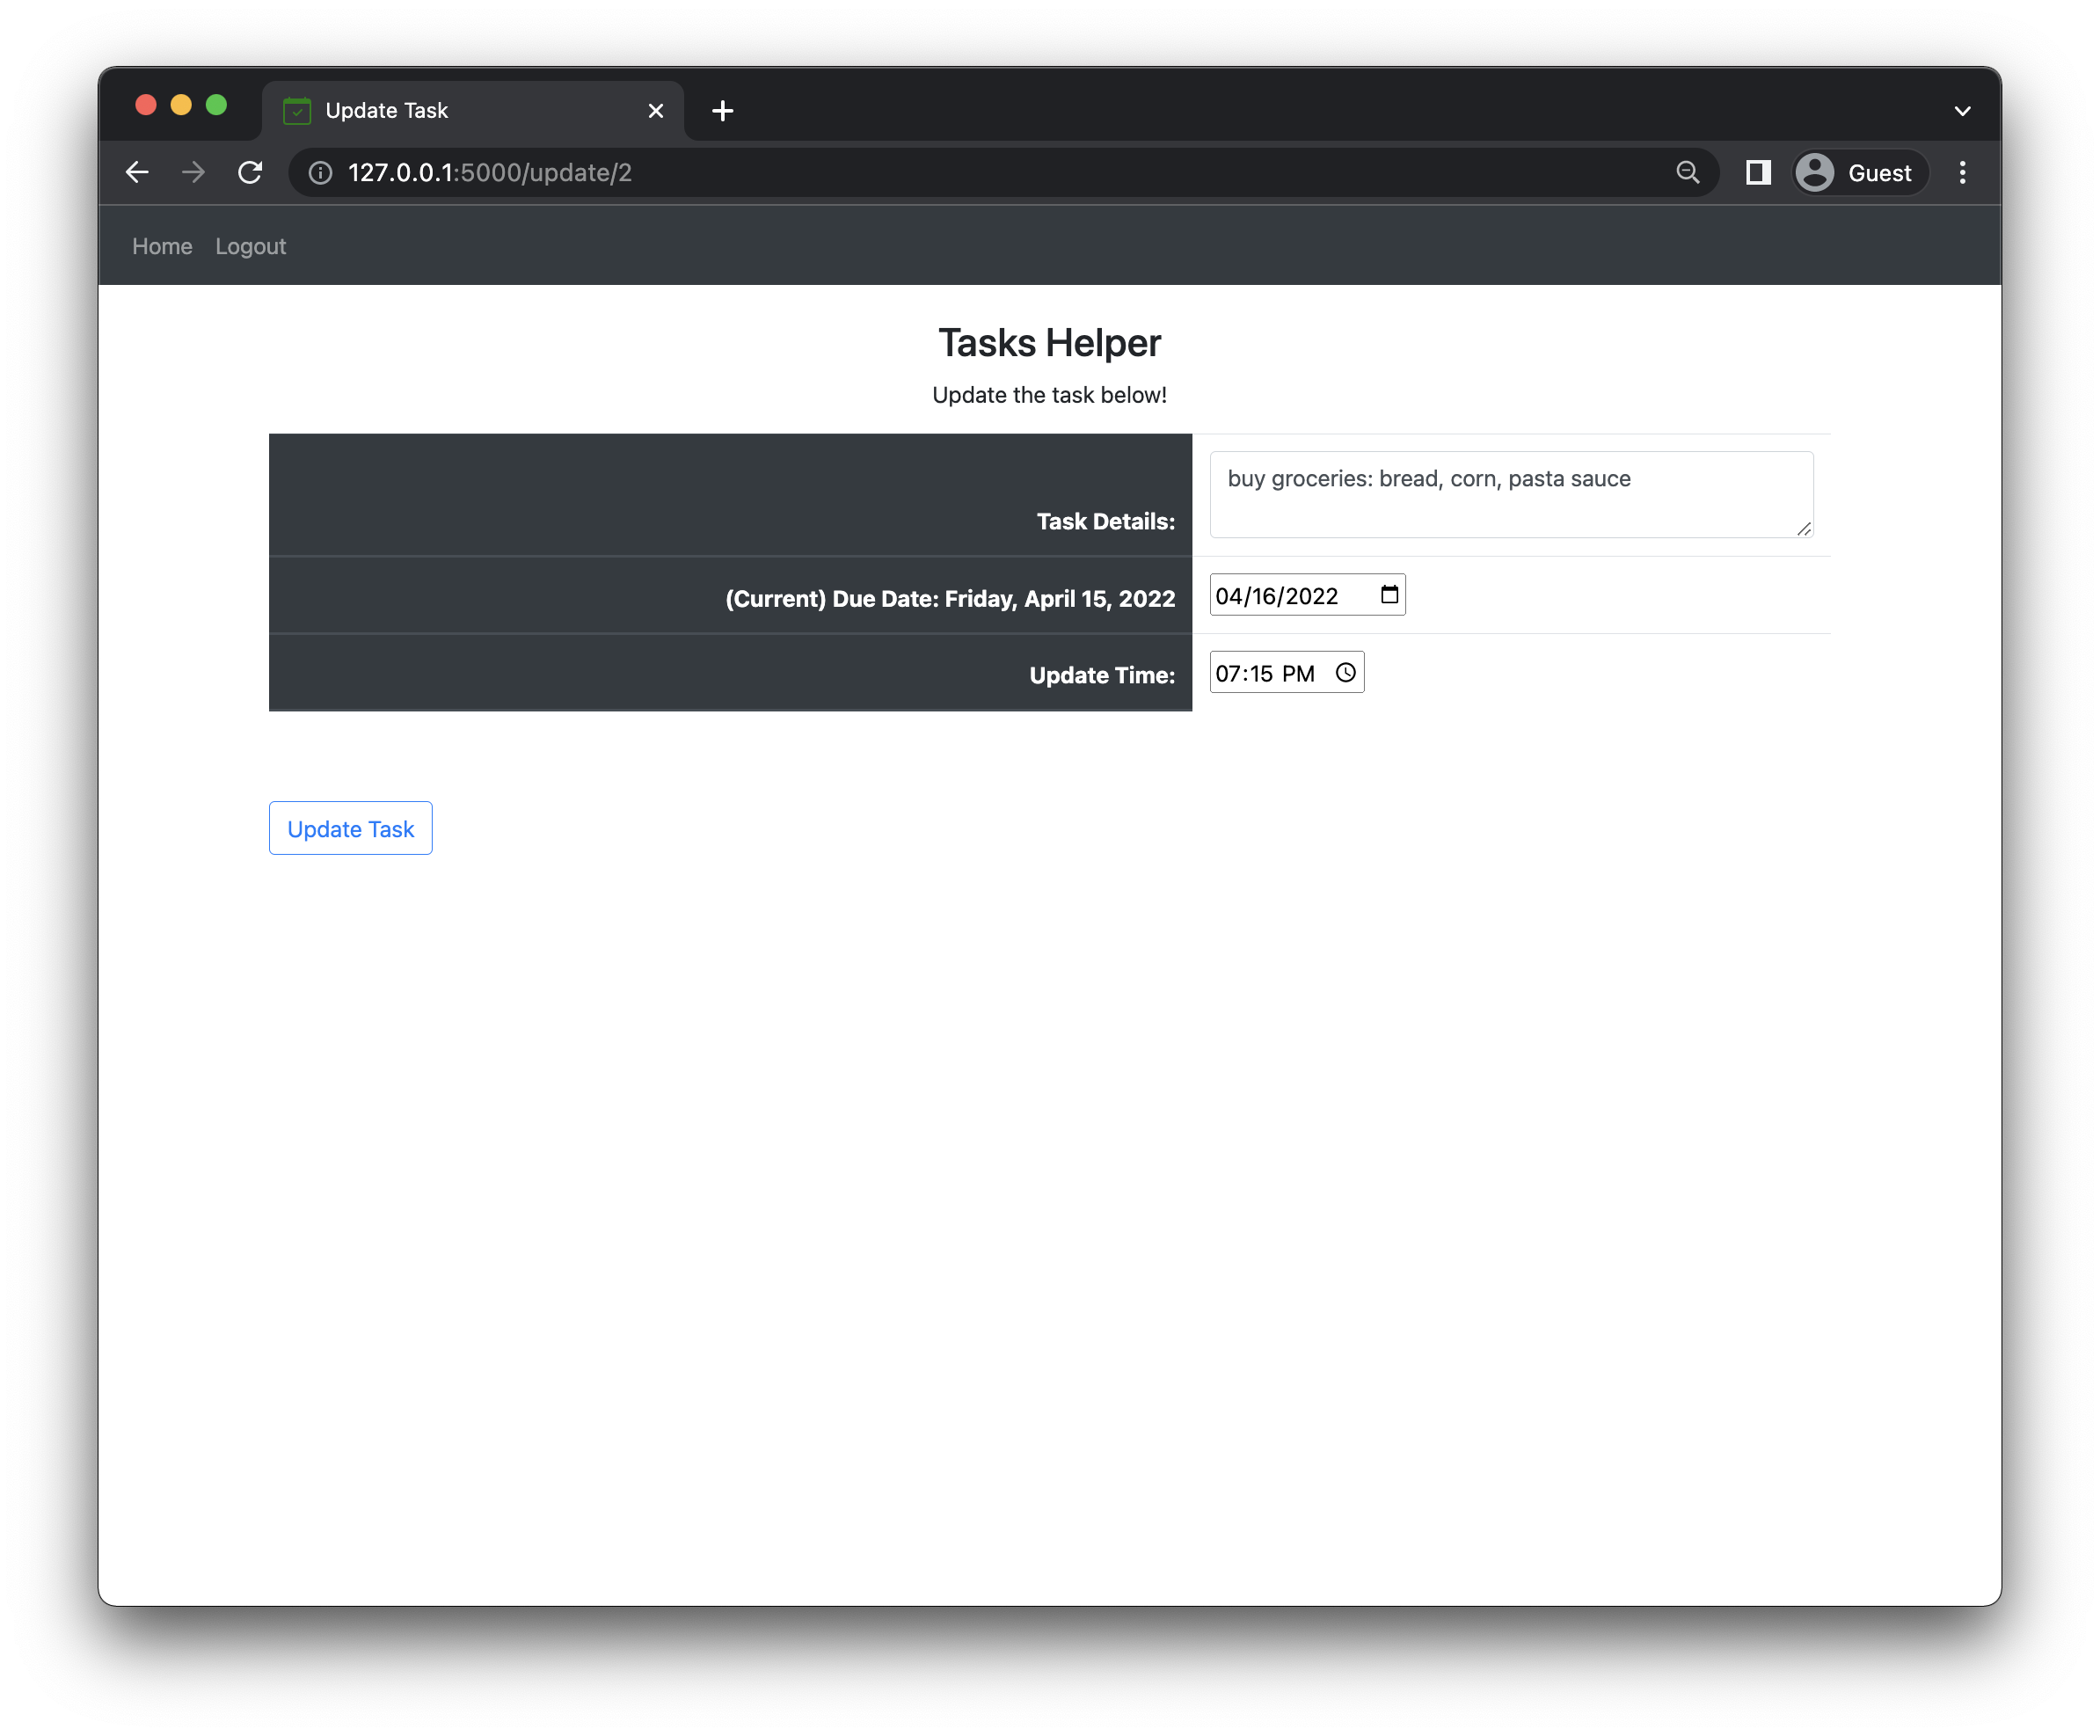 Update Task
127.0.0.1:5000/update/2
Guest
Home Logout
Tasks Helper
Update the task below!
Task Details: buy groceries: bread, corn, pasta sauce
(Current) Due Date: Friday, April 15, 2022 04/16/2022
Update Time: 07:15 PM
Update Task